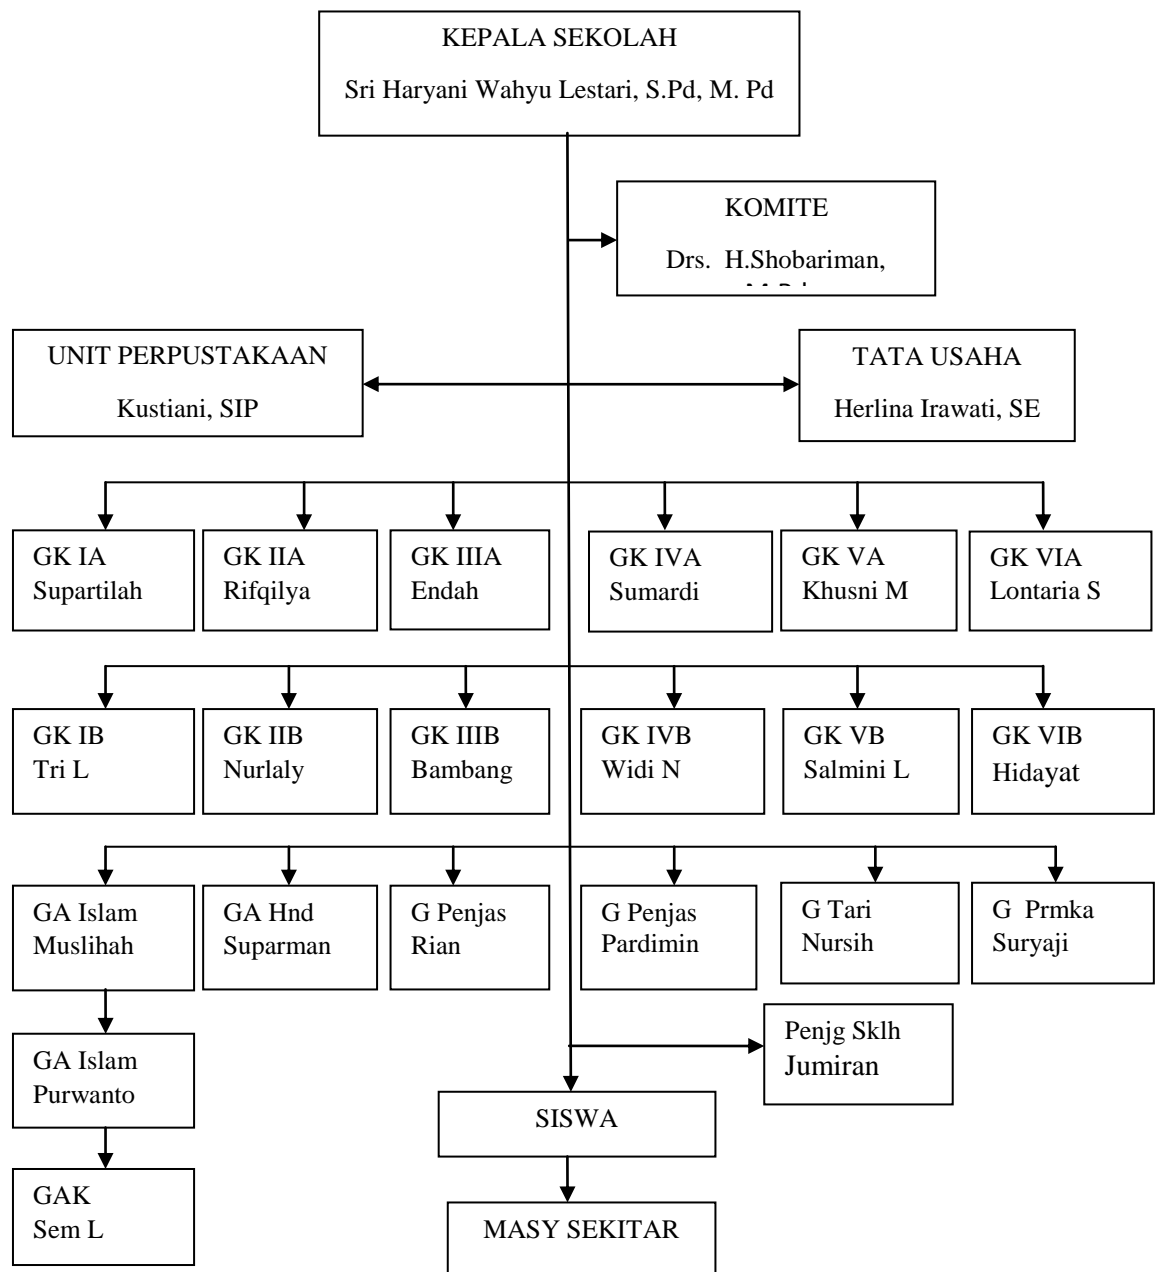 KEPALA SEKOLAH
Sri Haryani Wahyu Lestari, S.Pd, M. Pd
KOMITE
Drs. H.Shobariman,
UNIT PERPUSTAKAAN
Kustiani, SIP
TATA USAHA
Herlina Irawati, SE
GK IA
Supartilah
GK IIA
Rifqilya
GK IIIA
Endah
GK IVA
Sumardi
GK VA
Khusni M
GK VIA
Lontaria S
GK IB
Tri L
GK IIB
Nurlaly
GK IIIB
Bambang
GK IVB
Widi N
GK VB
Salmini L
GK VIB
Hidayat
GA Islam
Muslihah
GA Hnd
Suparman
G Penjas
Rian
G Penjas
Pardimin
G Tari
Nursih
G Prmka
Suryaji
GA Islam
Purwanto
Penjg Sklh
Jumiran
SISWA
GAK
Sem L
MASY SEKITAR